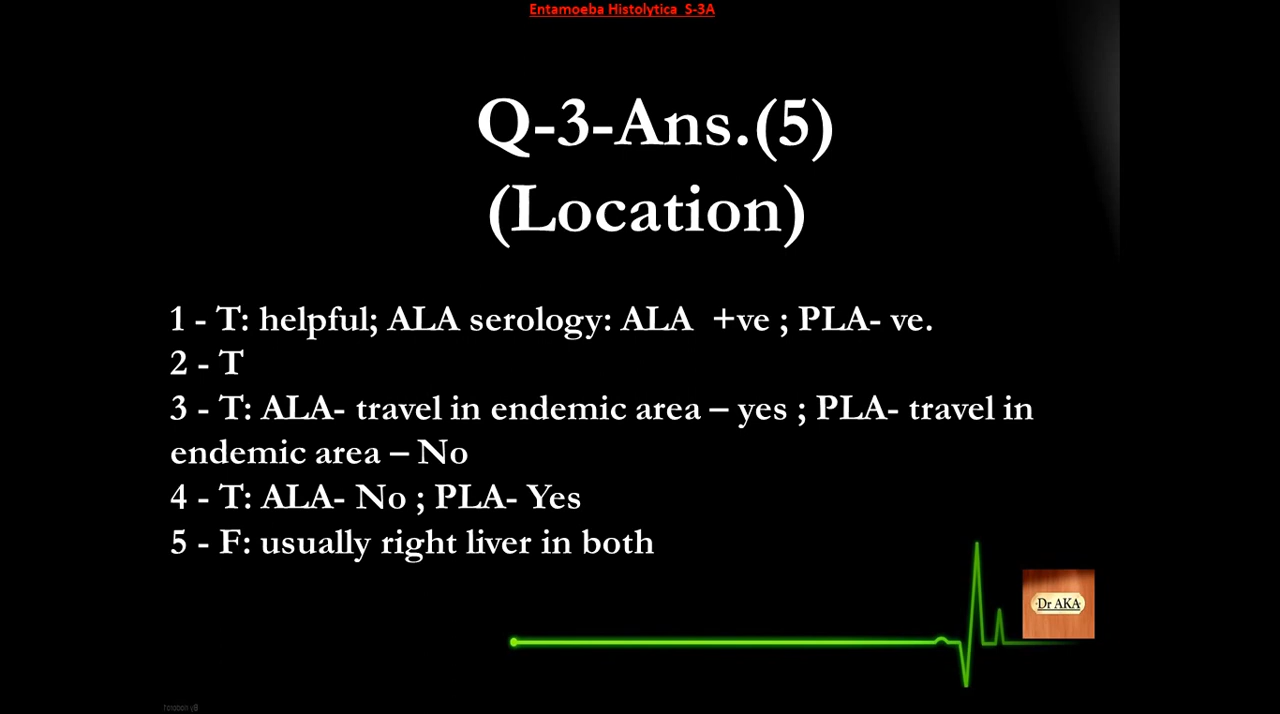 Entamoeba Histolytica S-3A
Q-3-Ans.(5)
(Location)
1 - T: helpful; ALA serology: ALA +ve ; PLA- ve.
2 - T
3 - T: ALA- travel in endemic area – yes ; PLA- travel in
endemic area – No
4 - T: ALA- No ; PLA- Yes
5 - F: usually right liver in both
Dr AKA